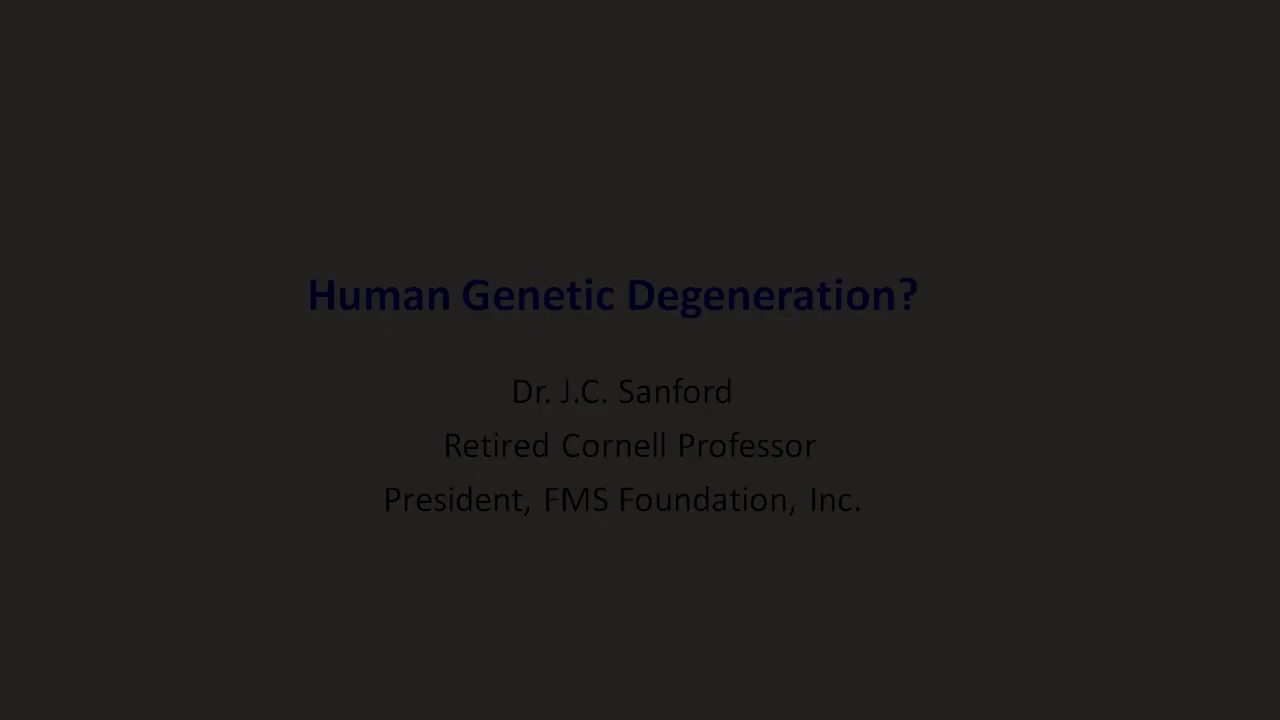 Human Genetic Degeneration?
Dr. J.C. Sanford
Retired Cornell Professor
President, FMS Foundation, Inc.